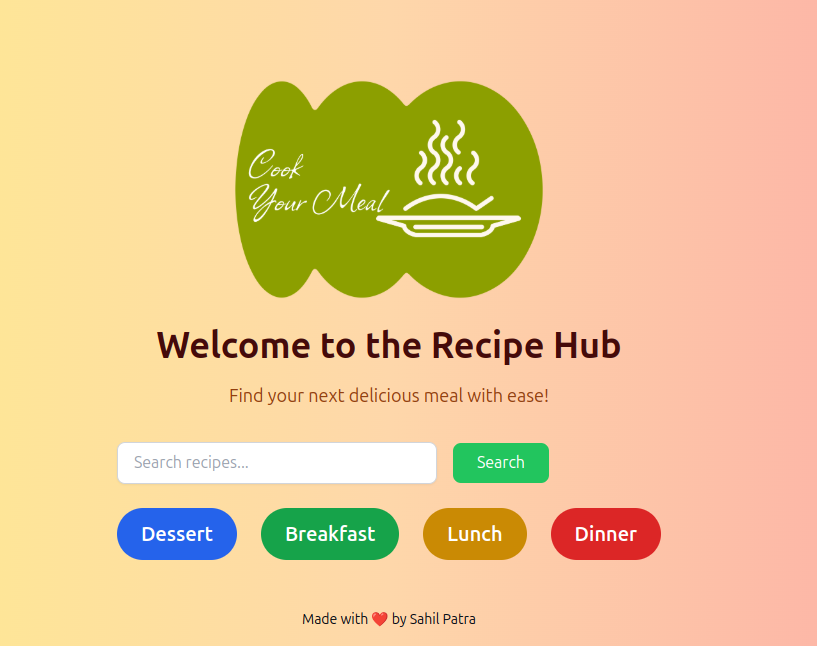 Cook
Your Meal
Welcome to the Recipe Hub
Find your next delicious meal with ease!
Search recipes...
Search
Dessert
Breakfast
Lunch
Dinner
Made with ❤️ by Sahil Patra